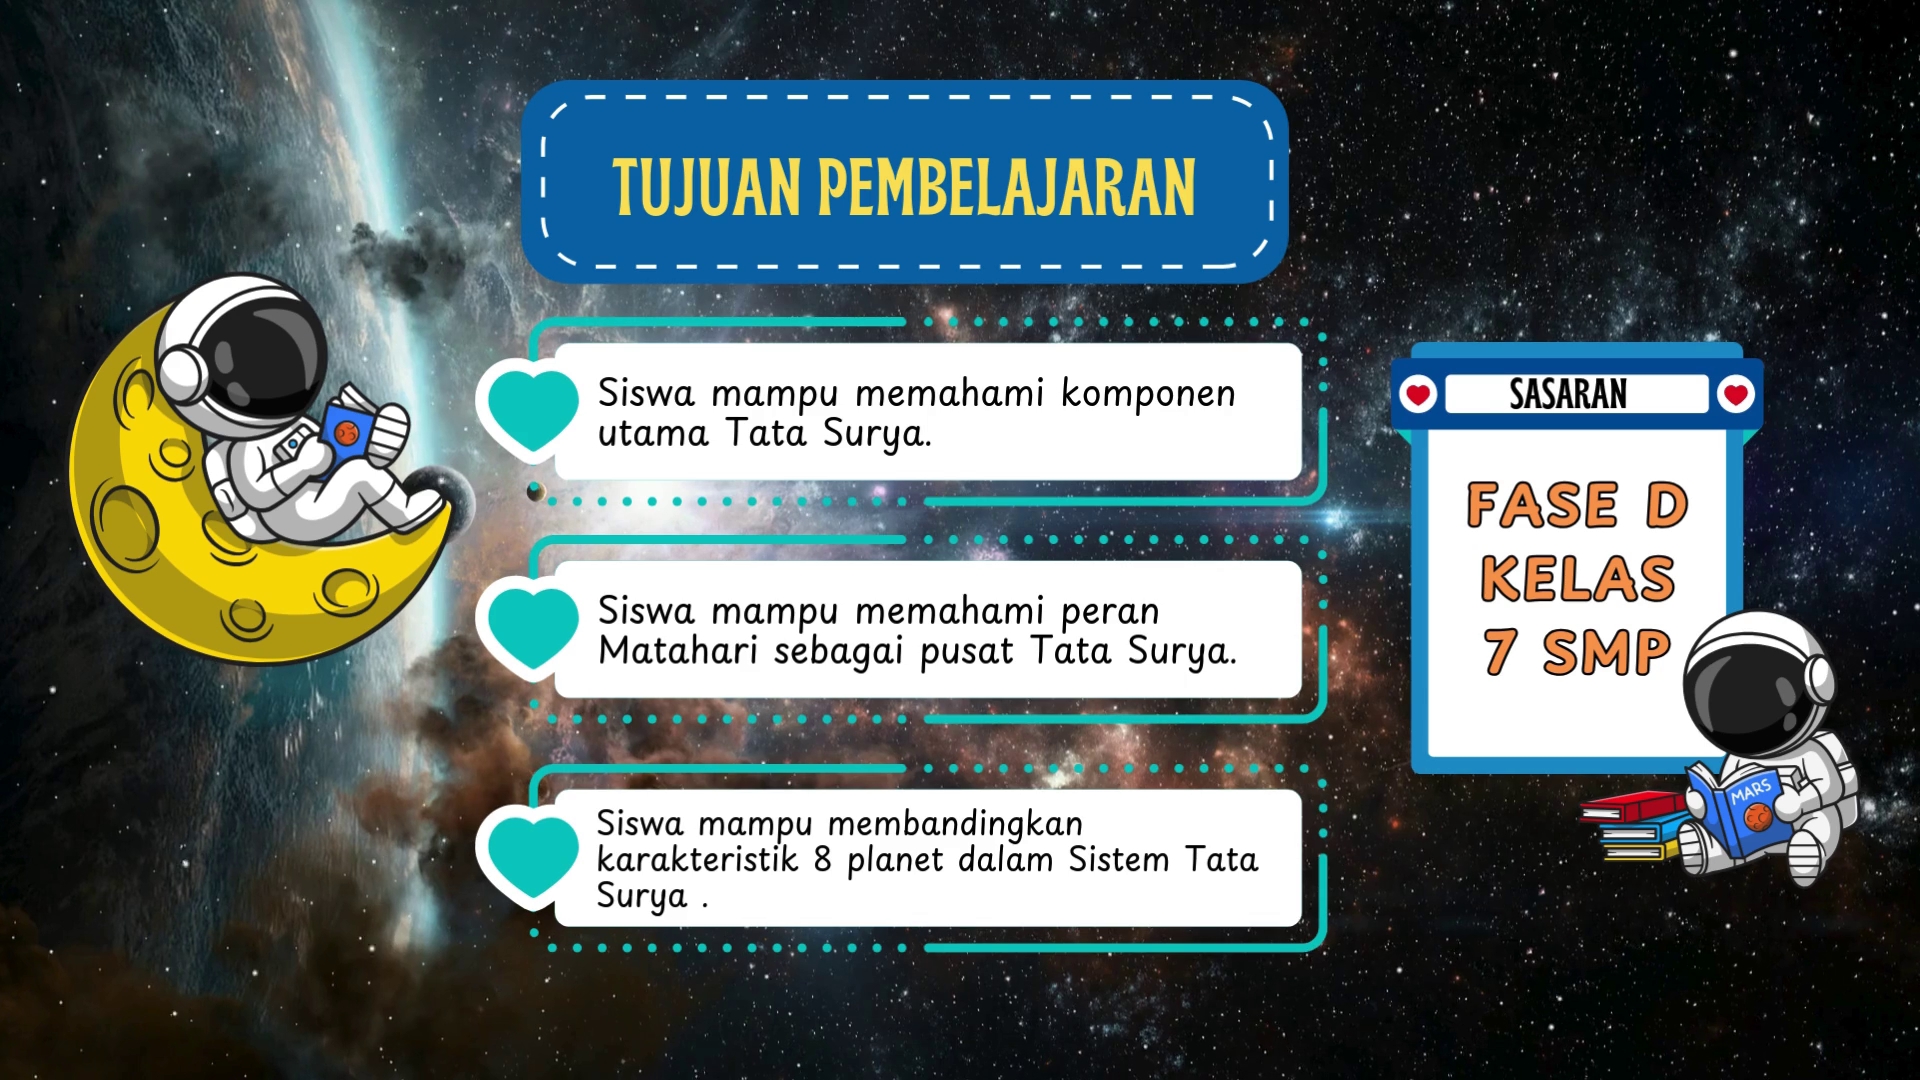 TUJUAN PEMBELAJARAN
Siswa mampu memahami komponen
utama Tata Surya.
Siswa mampu memahami peran
Matahari sebagai pusat Tata Surya.
Siswa mampu membandingkan
karakteristik 8 planet dalam Sistem Tata
Surya .
SASARAN
FASE D
KELAS
7 SMP
MARS